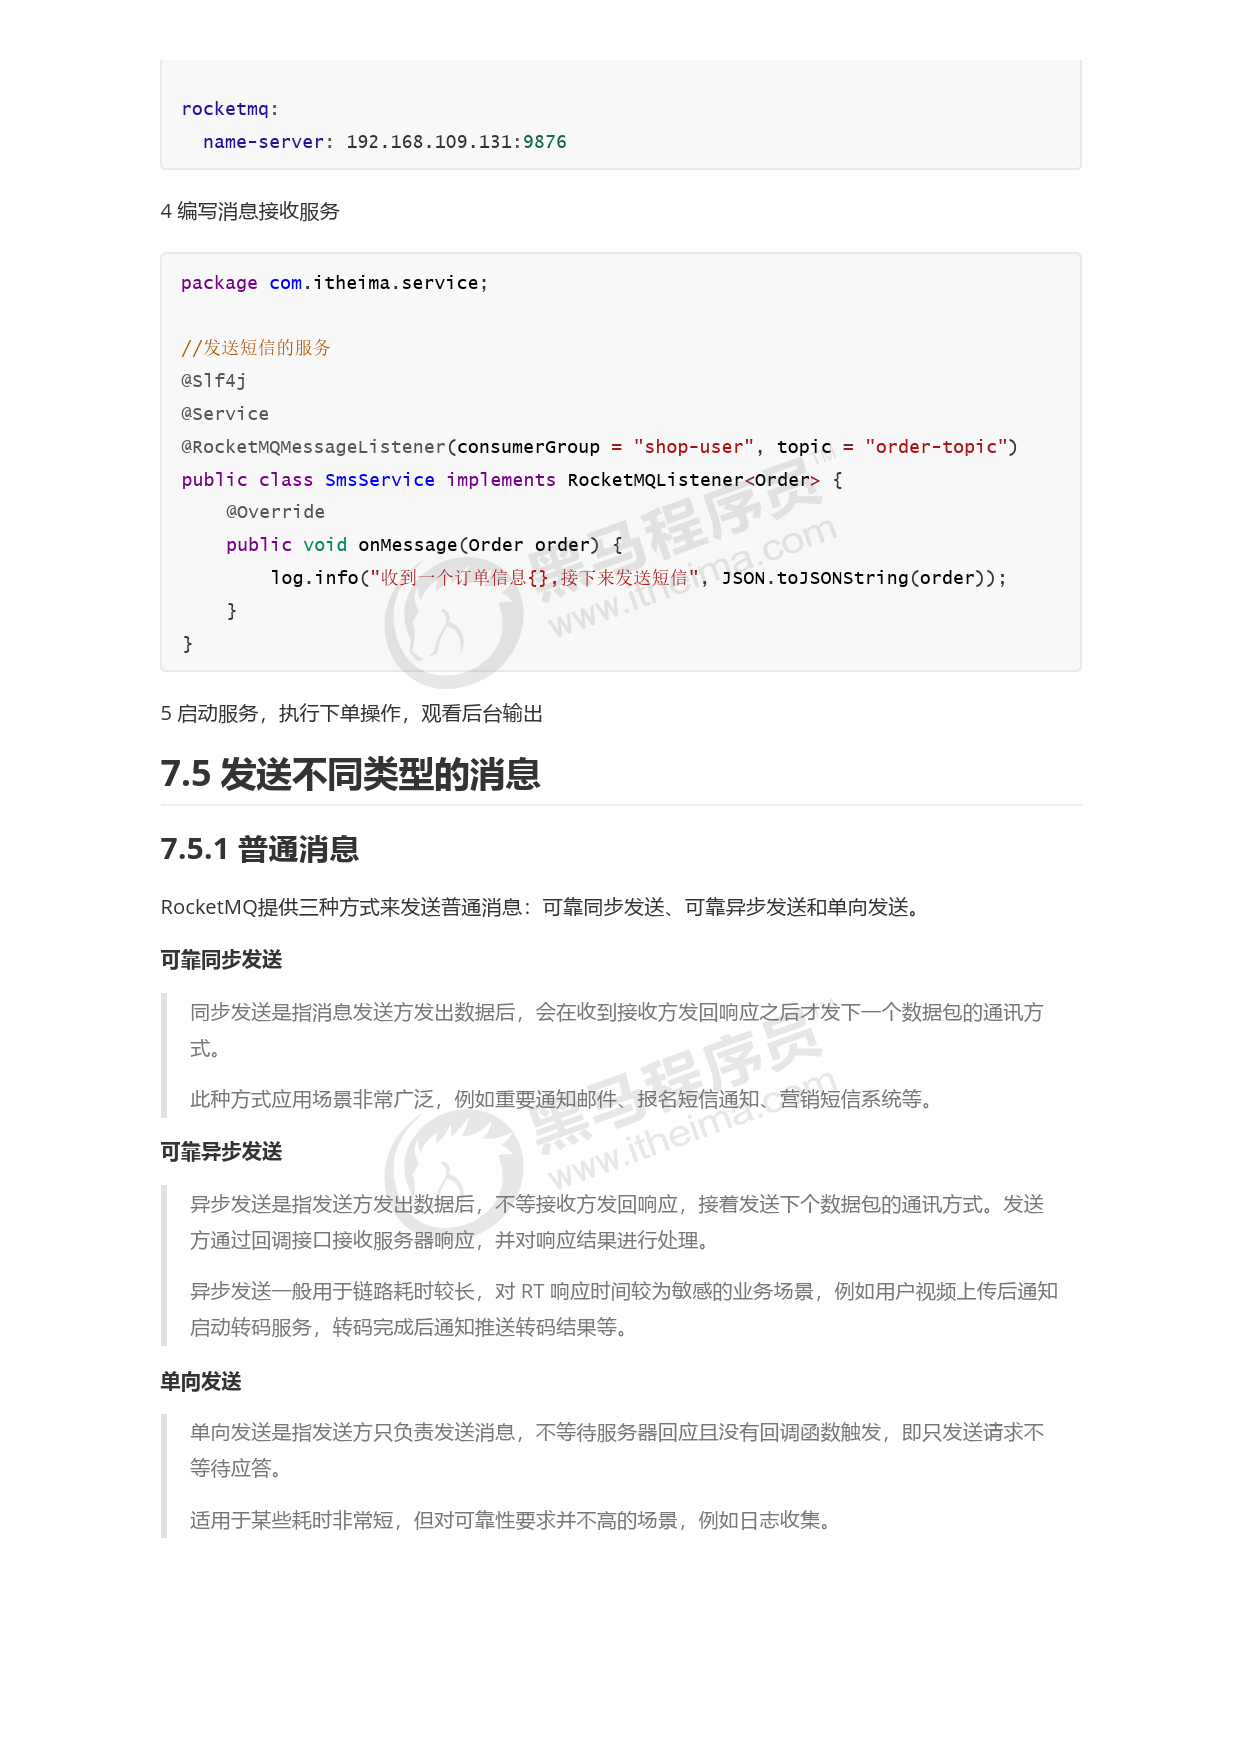 rocketmq:
  name-server: 192.168.109.131:9876
4 编写消息接收服务
package com.itheima.service;
//发送短信的服务
@Slf4j
@Service
@RocketMQMessageListener(consumerGroup = "shop-user", topic = "order-topic")
public class SmsService implements RocketMQListener<Order> {
    @Override
    public void onMessage(Order order) {
        log.info("收到一个订单信息{},接下来发送短信", JSON.toJSONString(order));
    }
}
黑马程序员™
www.itheima.com
5 启动服务，执行下单操作，观看后台输出
7.5 发送不同类型的消息
7.5.1 普通消息
RocketMQ提供三种方式来发送普通消息：可靠同步发送、可靠异步发送和单向发送。
可靠同步发送
同步发送是指消息发送方发出数据后，会在收到接收方发回响应之后才发下一个数据包的通讯方
式。
此种方式应用场景非常广泛，例如重要通知邮件、报名短信通知、营销短信系统等。
黑马程序员™
www.itheima.com
可靠异步发送
异步发送是指发送方发出数据后，不等接收方发回响应，接着发送下个数据包的通讯方式。发送
方通过回调接口接收服务器响应，并对响应结果进行处理。
异步发送一般用于链路耗时较长，对 RT 响应时间较为敏感的业务场景，例如用户视频上传后通知
启动转码服务，转码完成后通知推送转码结果等。
单向发送
单向发送是指发送方只负责发送消息，不等待服务器回应且没有回调函数触发，即只发送请求不
等待应答。
适用于某些耗时非常短，但对可靠性要求并不高的场景，例如日志收集。